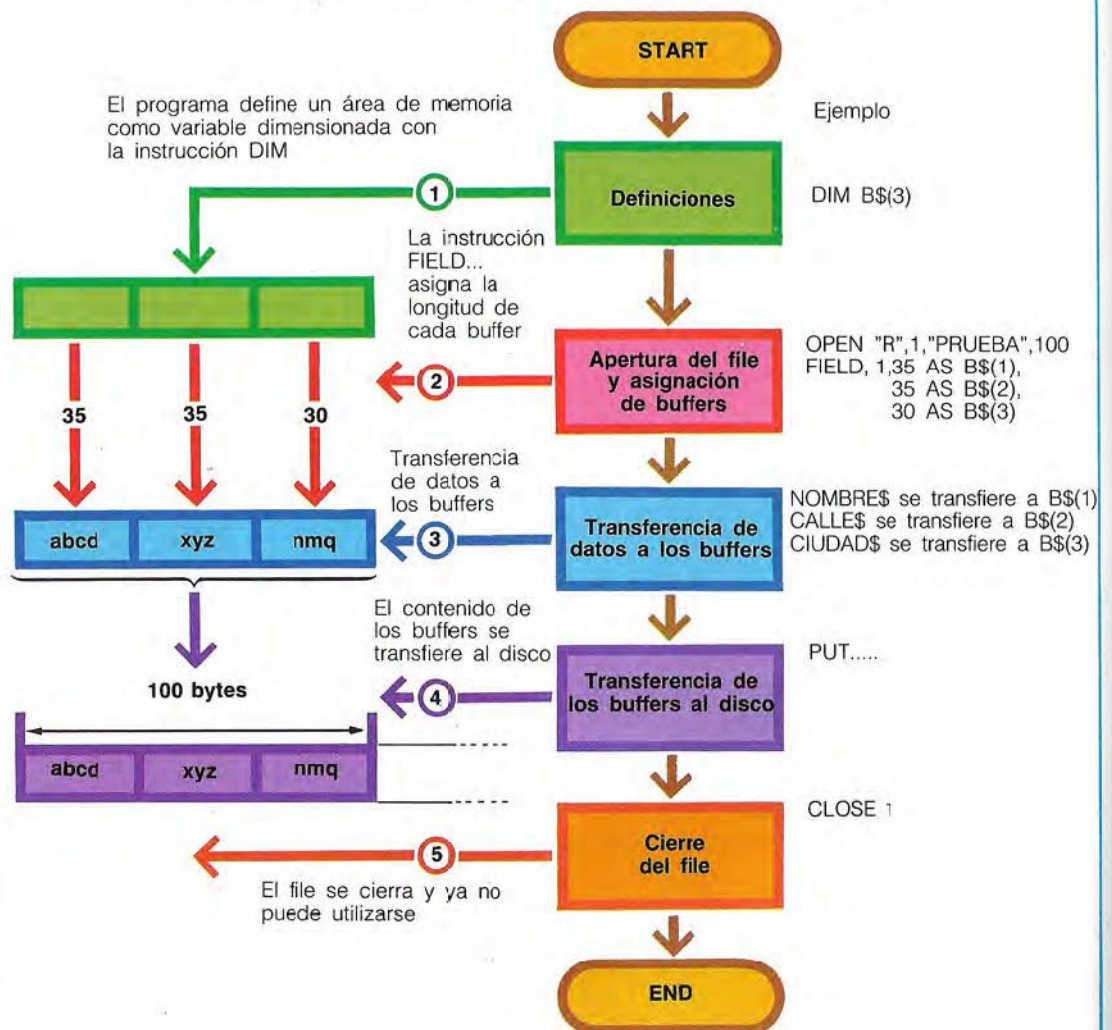 START
El programa define un área de memoria
como variable dimensionada con
la instrucción DIM
Ejemplo
1
Definiciones
DIM B$(3)
La instrucción
FIELD...
asigna la
longitud de
cada buffer
2
Apertura del file
y asignación
de buffers
OPEN "R",1,"PRUEBA",100
FIELD, 1,35 AS B$(1),
35 AS B$(2),
30 AS B$(3)
35
35
30
Transferencia
de datos a
los buffers
3
abcd
xyz
nmq
Transferencia de
datos a los buffers
NOMBRE$ se transfiere a B$(1)
CALLE$ se transfiere a B$(2)
CIUDAD$ se transfiere a B$(3)
El contenido de
los buffers se
transfiere al disco
4
Transferencia de
los buffers al disco
PUT.....
100 bytes
abcd
xyz
nmq
5
Cierre
del file
CLOSE 1
El file se cierra y ya no
puede utilizarse
END